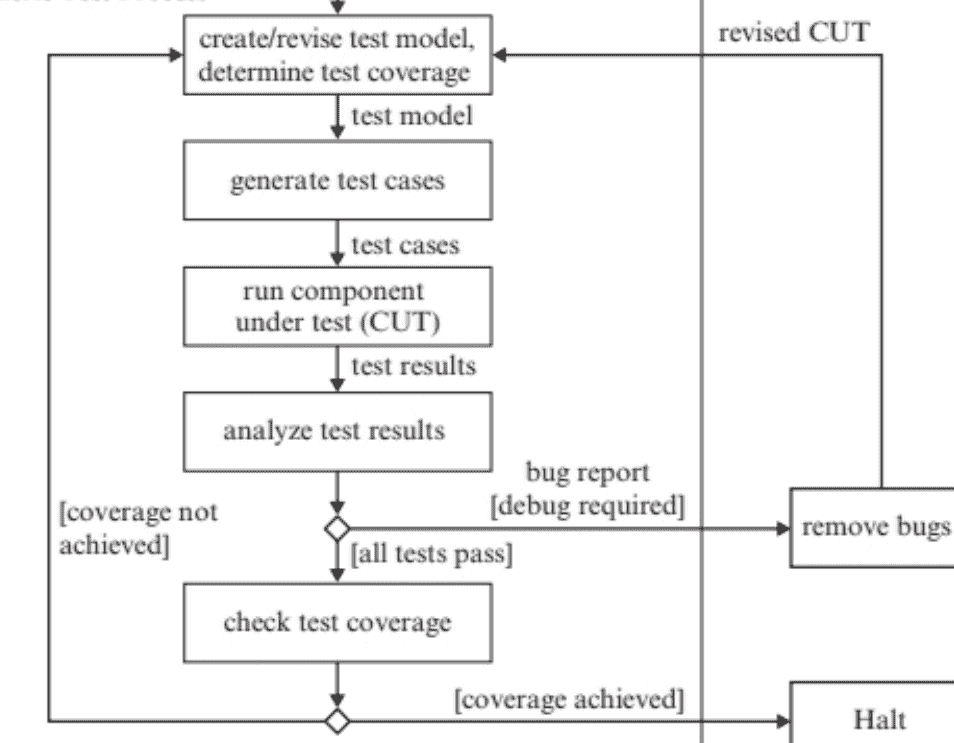 create/revise test model,
determine test coverage
revised CUT
test model
generate test cases
test cases
run component
under test (CUT)
test results
analyze test results
bug report
[debug required]
[coverage not
achieved]
remove bugs
[all tests pass]
check test coverage
[coverage achieved]
Halt